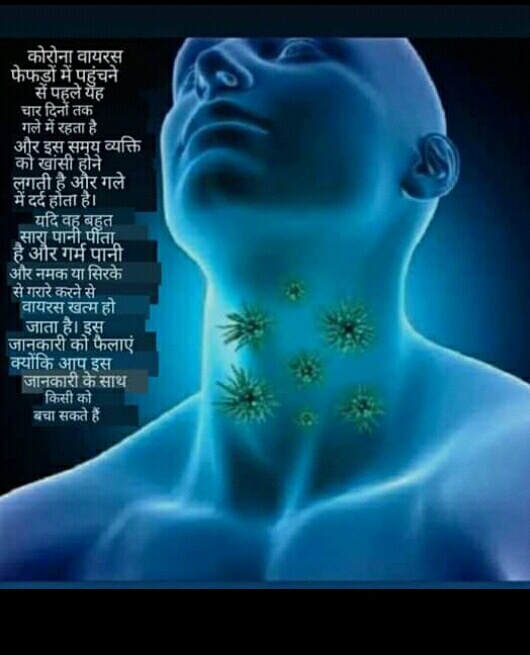 कोरोना वायरस
फेफड़ों में पहुंचने
से पहले यह
चार दिनों तक
गले में रहता है
और इस समय व्यक्ति
को खांसी होने
लगती है और गले
में दर्द होता है।
यदि वह बहुत
सारा पानी पीता
है और गर्म पानी
और नमक या सिरके
से गरारे करने से
वायरस खत्म हो
जाता है। इस
जानकारी को फैलाएं
क्योंकि आप इस
जानकारी के साथ
किसी को
बचा सकते हैं